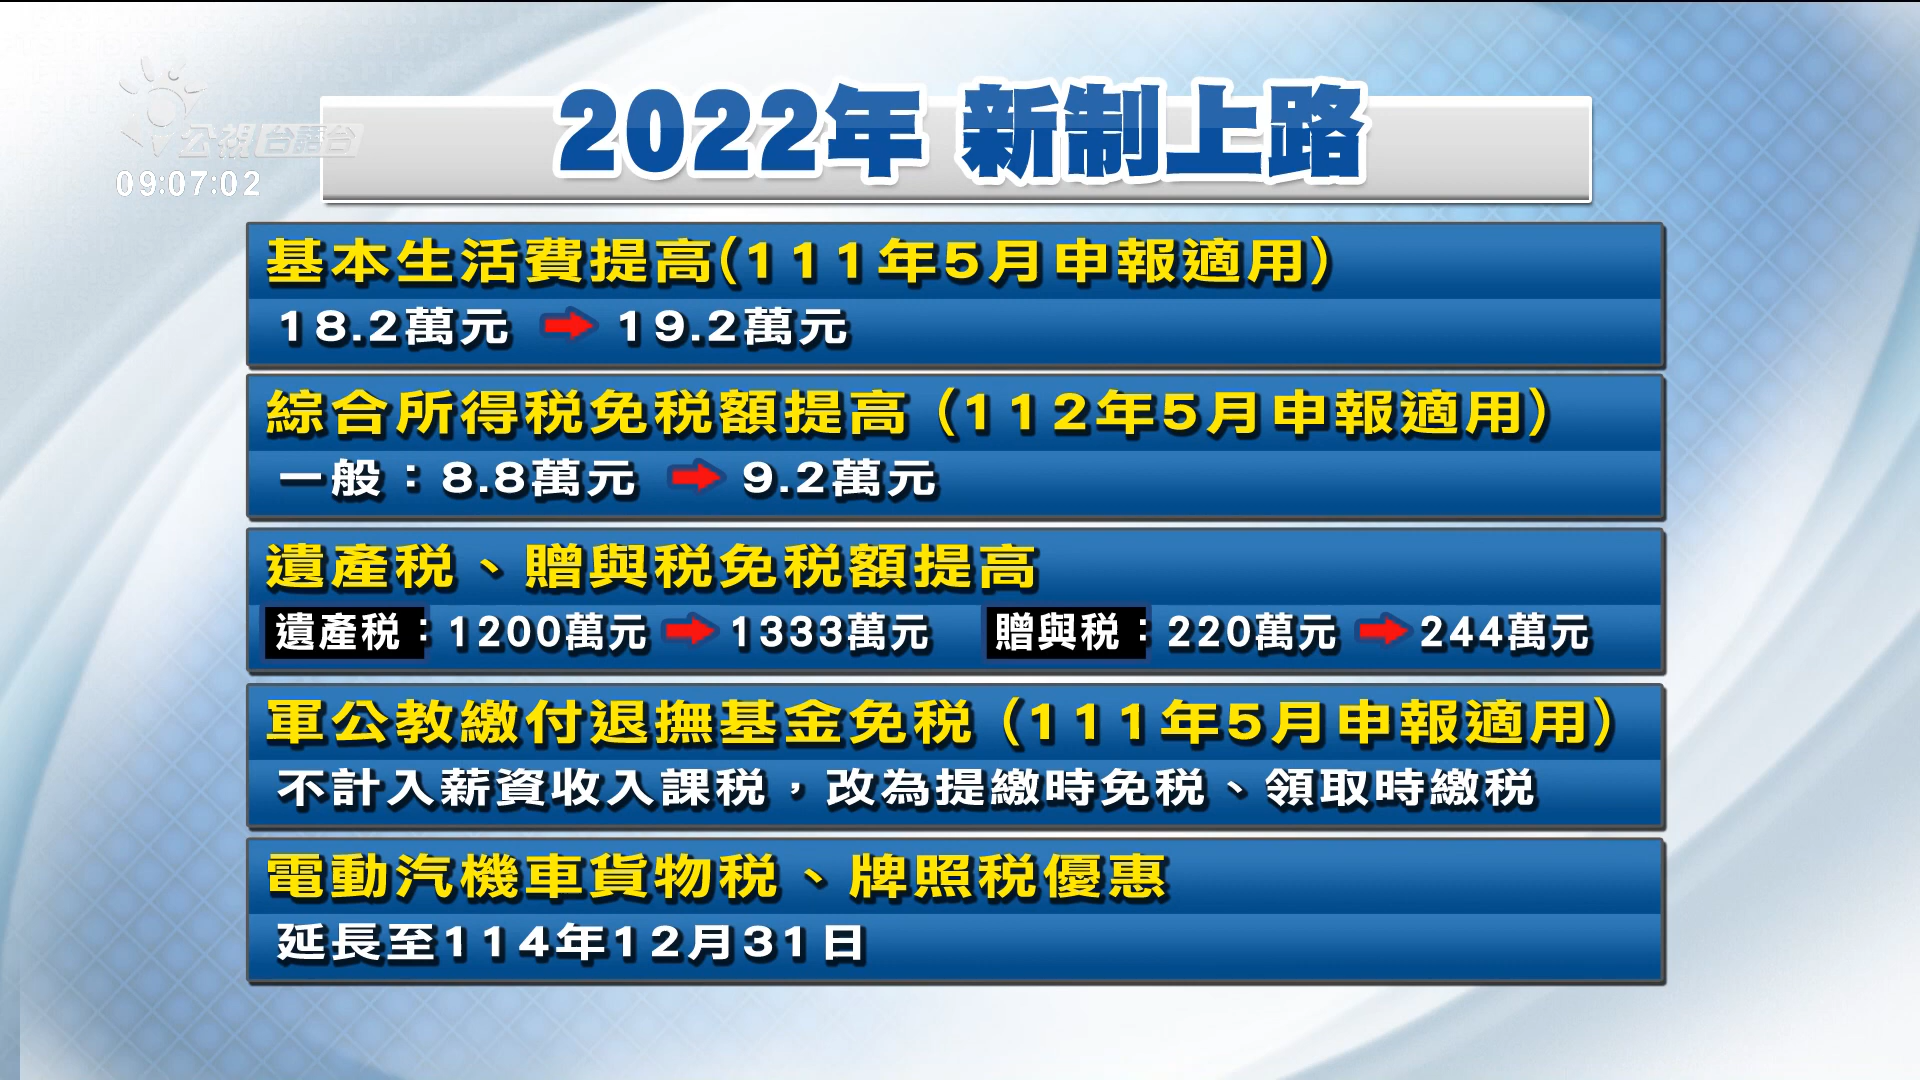 公視台語台
09:07:02
2022年 新制上路
基本生活費提高(111年5月申報適用)
18.2萬元 ➡ 19.2萬元
綜合所得稅免稅額提高 (112年5月申報適用)
一般：8.8萬元 ➡ 9.2萬元
遺產稅、贈與稅免稅額提高
遺產稅：1200萬元 ➡ 1333萬元 贈與稅：220萬元 ➡ 244萬元
軍公教繳付退撫基金免稅 (111年5月申報適用)
不計入薪資收入課稅，改為提繳時免稅、領取時繳稅
電動汽機車貨物稅、牌照稅優惠
延長至114年12月31日